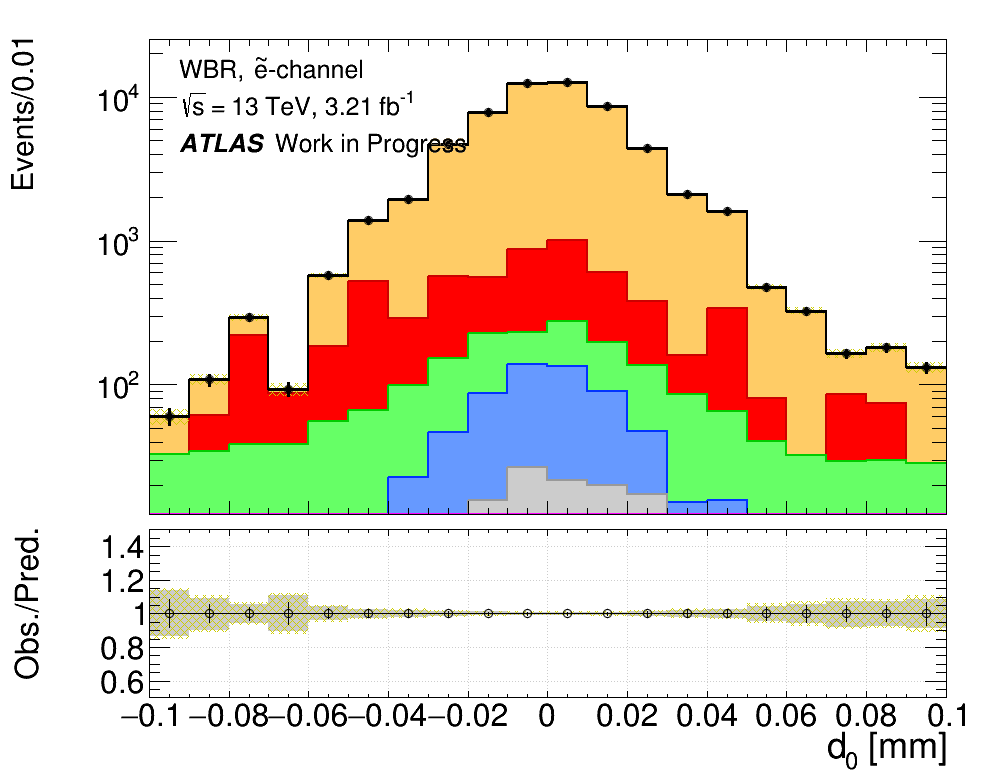 Events/0.01
WBR, ẽ-channel
√s = 13 TeV, 3.21 fb⁻¹
ATLAS Work in Progress
10⁴
10³
10²
Obs./Pred.
1.4
1.2
1
0.8
0.6
−0.1 −0.08 −0.06 −0.04 −0.02 0 0.02 0.04 0.06 0.08 0.1
d₀ [mm]